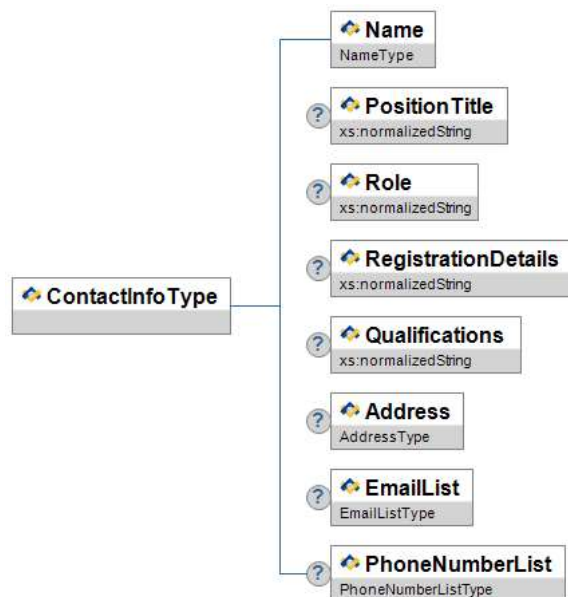 Name
NameType
?
PositionTitle
xs:normalizedString
?
Role
xs:normalizedString
?
RegistrationDetails
xs:normalizedString
ContactInfoType
?
Qualifications
xs:normalizedString
?
Address
AddressType
?
EmailList
EmailListType
?
PhoneNumberList
PhoneNumberListType